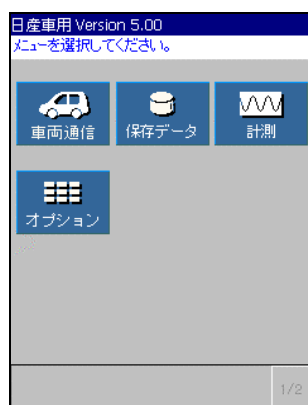 日産車用 Version 5.00
メニューを選択してください。
車両通信
保存データ
計測
オプション
1/2